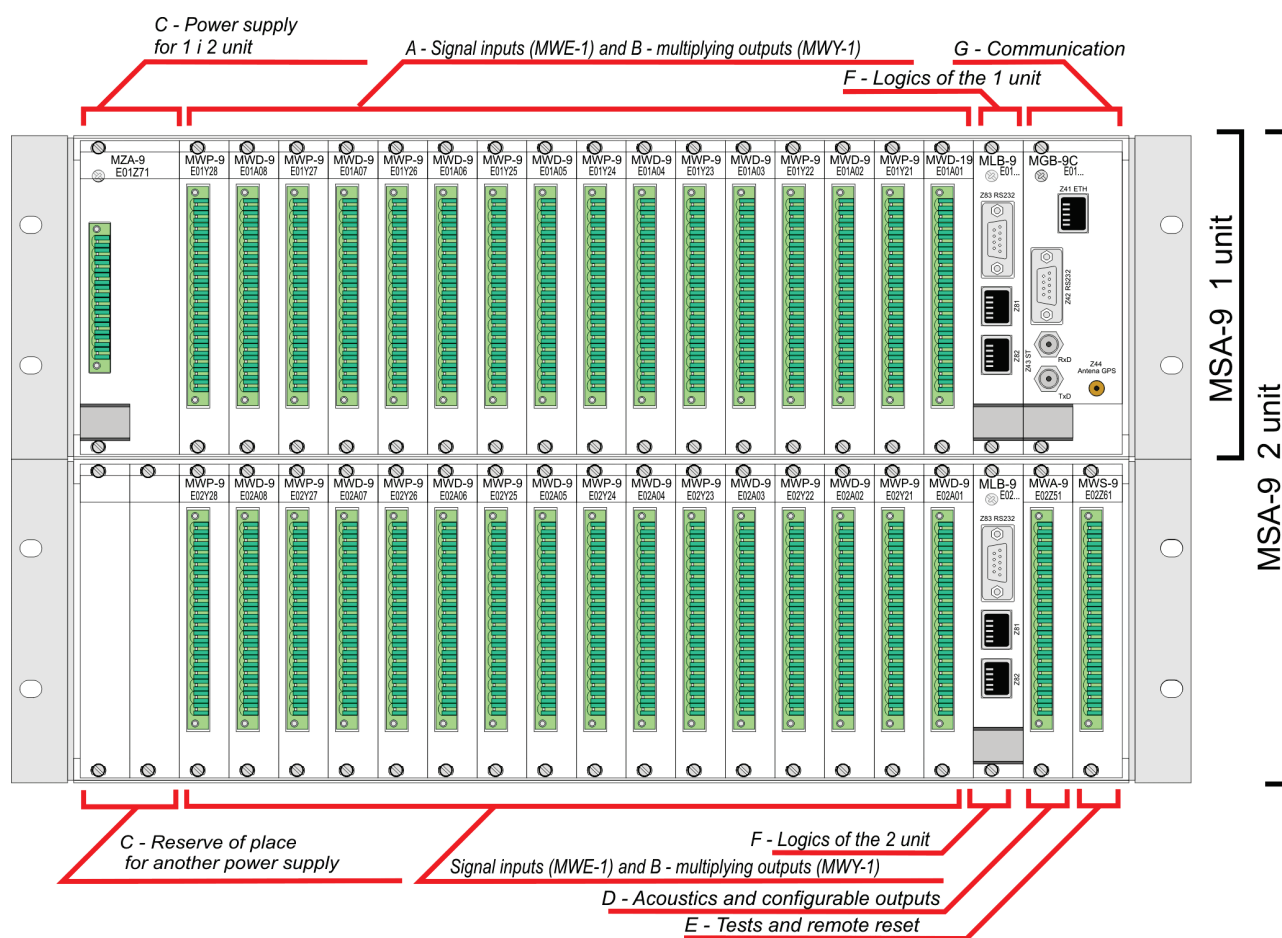 C - Power supply
for 1 i 2 unit
A - Signal inputs (MWE-1) and B - multiplying outputs (MWY-1)
G - Communication
F - Logics of the 1 unit
MZA-9 MWP-9 MWD-9 MWP-9 MWD-9 MWP-9 MWD-9 MWP-9 MWD-9 MWP-9 MWD-9 MWP-9 MWD-9 MWP-9 MWD-9 MWP-9 MWD-19 MLB-9 MGB-9C
E01Z71 E01Y28 E01A08 E01Y27 E01A07 E01Y26 E01A06 E01Y25 E01A05 E01Y24 E01A04 E01Y23 E01A03 E01Y22 E01A02 E01Y21 E01A01 E01... E01...
Z83 RS232
Z81
Z82
Z41 ETH
Z42 RS232
Z43 ST
RxD
TxD
Z44
Antena GPS
MSA-9 1 unit
MWP-9 MWD-9 MWP-9 MWD-9 MWP-9 MWD-9 MWP-9 MWD-9 MWP-9 MWD-9 MWP-9 MWD-9 MWP-9 MWD-9 MWP-9 MWD-9 MLB-9 MWA-9 MWS-9
E02Y28 E02A08 E02Y27 E02A07 E02Y26 E02A06 E02Y25 E02A05 E02Y24 E02A04 E02Y23 E02A03 E02Y22 E02A02 E02Y21 E02A01 E02... E02Z51 E02Z61
Z83 RS232
Z81
Z82
MSA-9 2 unit
C - Reserve of place
for another power supply
F - Logics of the 2 unit
Signal inputs (MWE-1) and B - multiplying outputs (MWY-1)
D - Acoustics and configurable outputs
E - Tests and remote reset